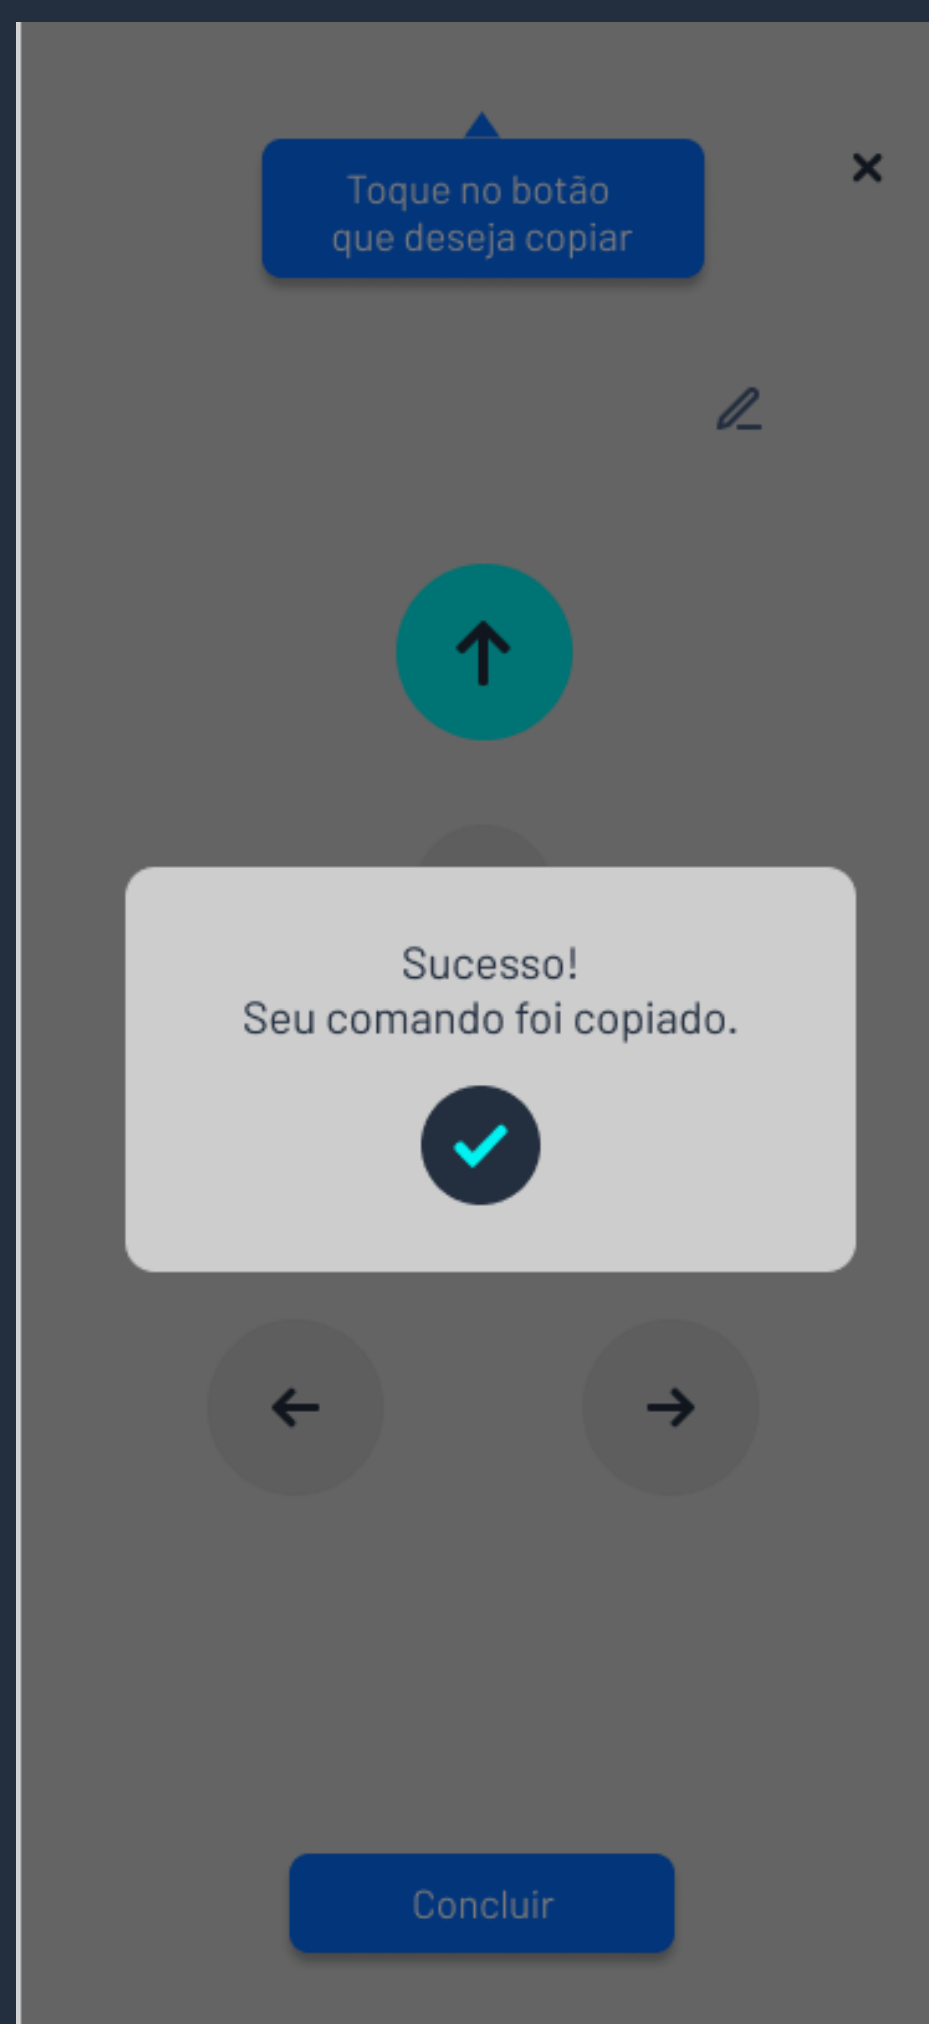 Toque no botão
que deseja copiar
Sucesso!
Seu comando foi copiado.
Concluir